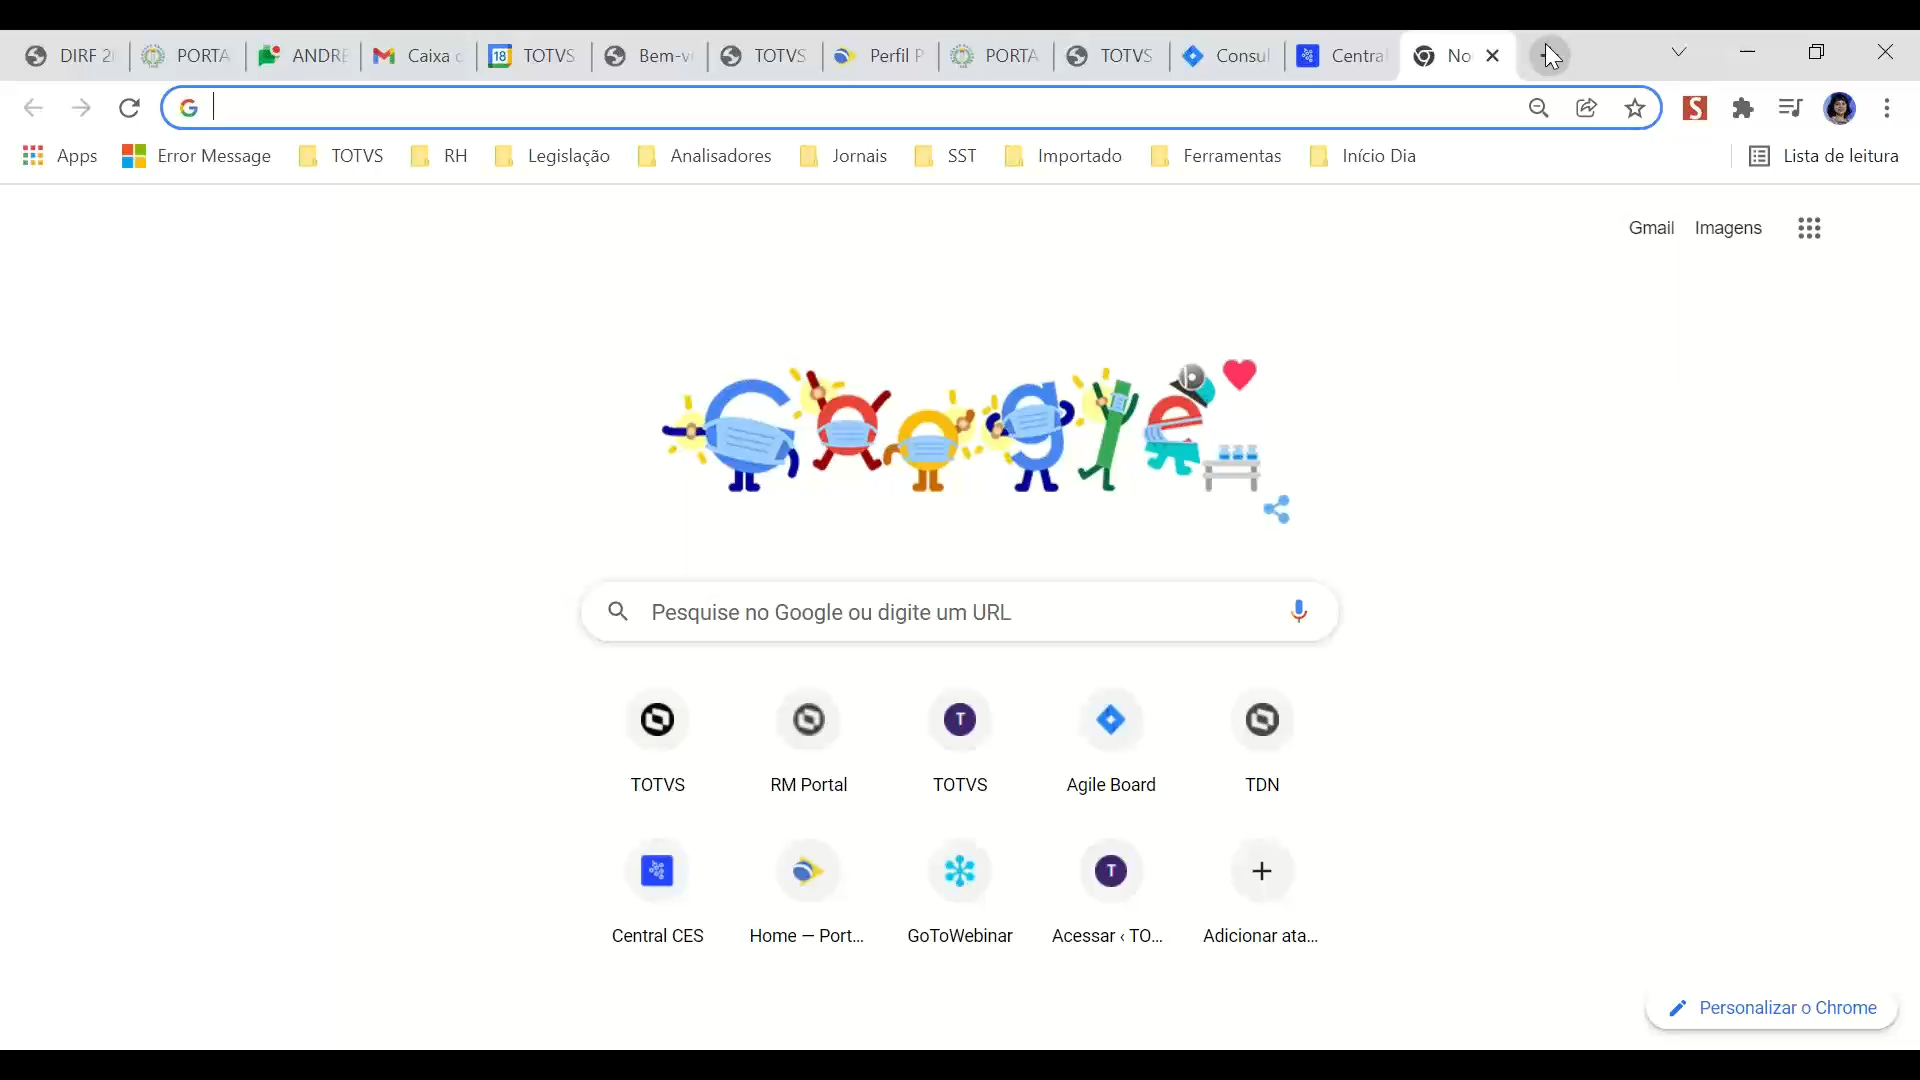 DIRF 2 PORTA ANDRE Caixa TOTVS Bem-v TOTVS Perfil P PORTA TOTVS Consul Centra No
Apps Error Message TOTVS RH Legislação Analisadores Jornais SST Importado Ferramentas Início Dia Lista de leitura
Gmail Imagens
Google
Pesquise no Google ou digite um URL
TOTVS RM Portal TOTVS Agile Board TDN
Central CES Home — Port... GoToWebinar Acessar ‹ TO... Adicionar ata...
Personalizar o Chrome